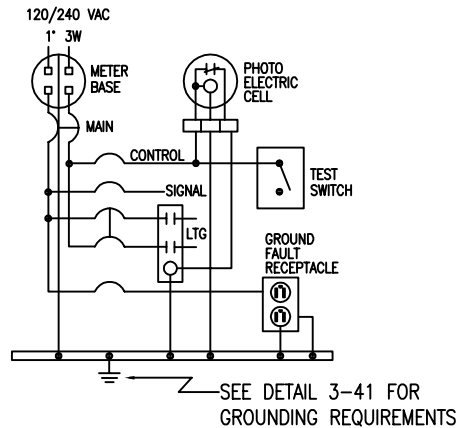 120/240 VAC
1° 3W
METER
BASE
MAIN
PHOTO
ELECTRIC
CELL
CONTROL
TEST
SWITCH
SIGNAL
LTG
GROUND
FAULT
RECEPTACLE
SEE DETAIL 3-41 FOR
GROUNDING REQUIREMENTS